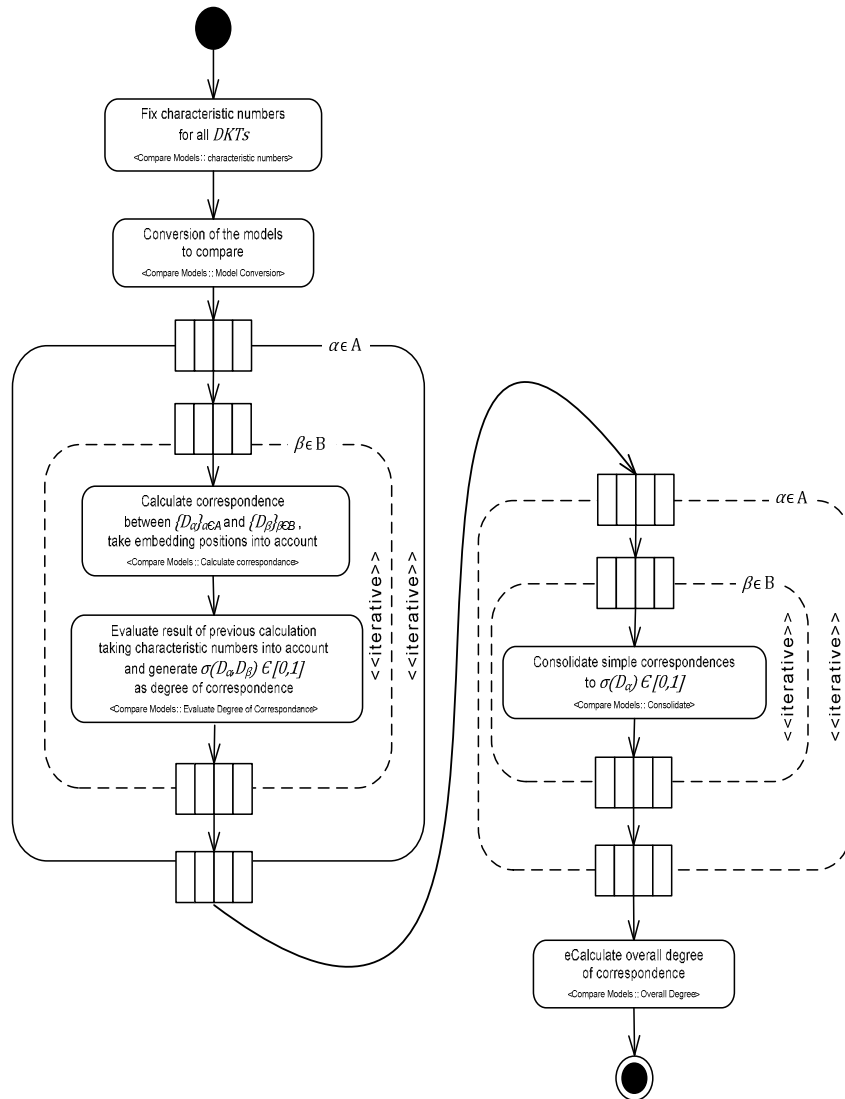 Fix characteristic numbers
for all DKTs
<Compare Models:: characteristic numbers>
Conversion of the models
to compare
<Compare Models:: Model Conversion>
α∈A
β∈B
Calculate correspondence
between {Dα}α∈A and {Dβ}β∈B,
take embedding positions into account
<Compare Models:: Calculate correspondance>
Evaluate result of previous calculation
taking characteristic numbers into account
and generate σ(Dα,Dβ)∈[0,1]
as degree of correspondence
<Compare Models:: Evaluate Degree of Correspondance>
<<iterative>>
<<iterative>>
α∈A
β∈B
Consolidate simple correspondences
to σ(Dα)∈[0,1]
<Compare Models:: Consolidate>
<<iterative>>
<<iterative>>
eCalculate overall degree
of correspondence
<Compare Models:: Overall Degree>